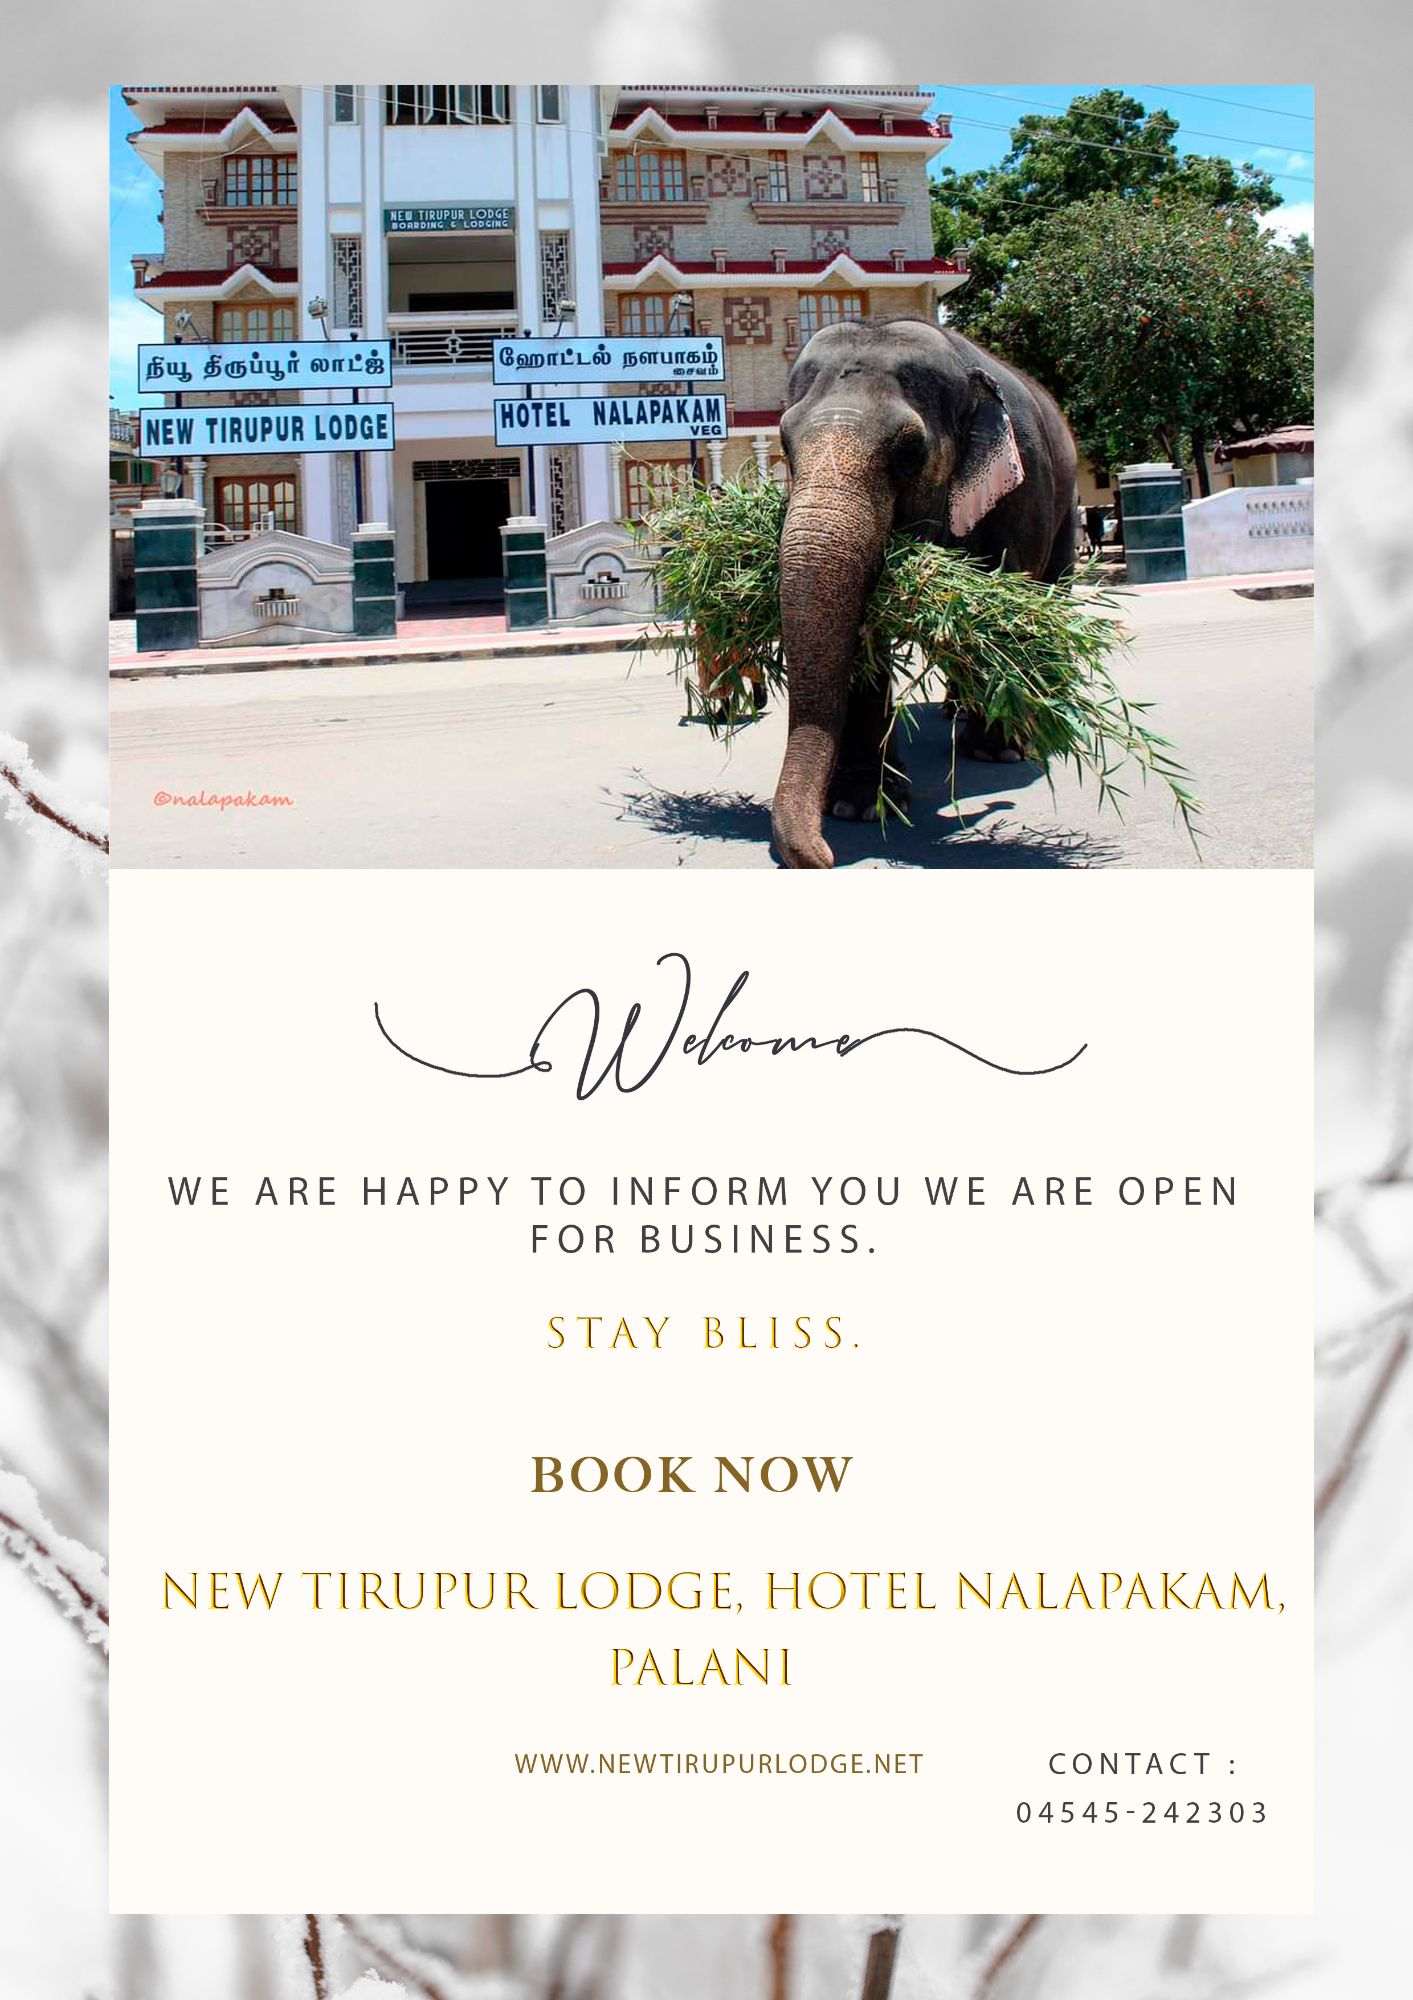 NEW TIRUPUR LODGE
BOARDING & LODGING
நியூ திருப்பூர் லாட்ஜ்
NEW TIRUPUR LODGE
ஹோட்டல் நளபாகம்
சைவம்
HOTEL NALAPAKAM
VEG
©nalapakam
Welcome
WE ARE HAPPY TO INFORM YOU WE ARE OPEN
FOR BUSINESS.
STAY BLISS.
BOOK NOW
NEW TIRUPUR LODGE, HOTEL NALAPAKAM,
PALANI
WWW.NEWTIRUPURLODGE.NET
CONTACT :
04545-242303